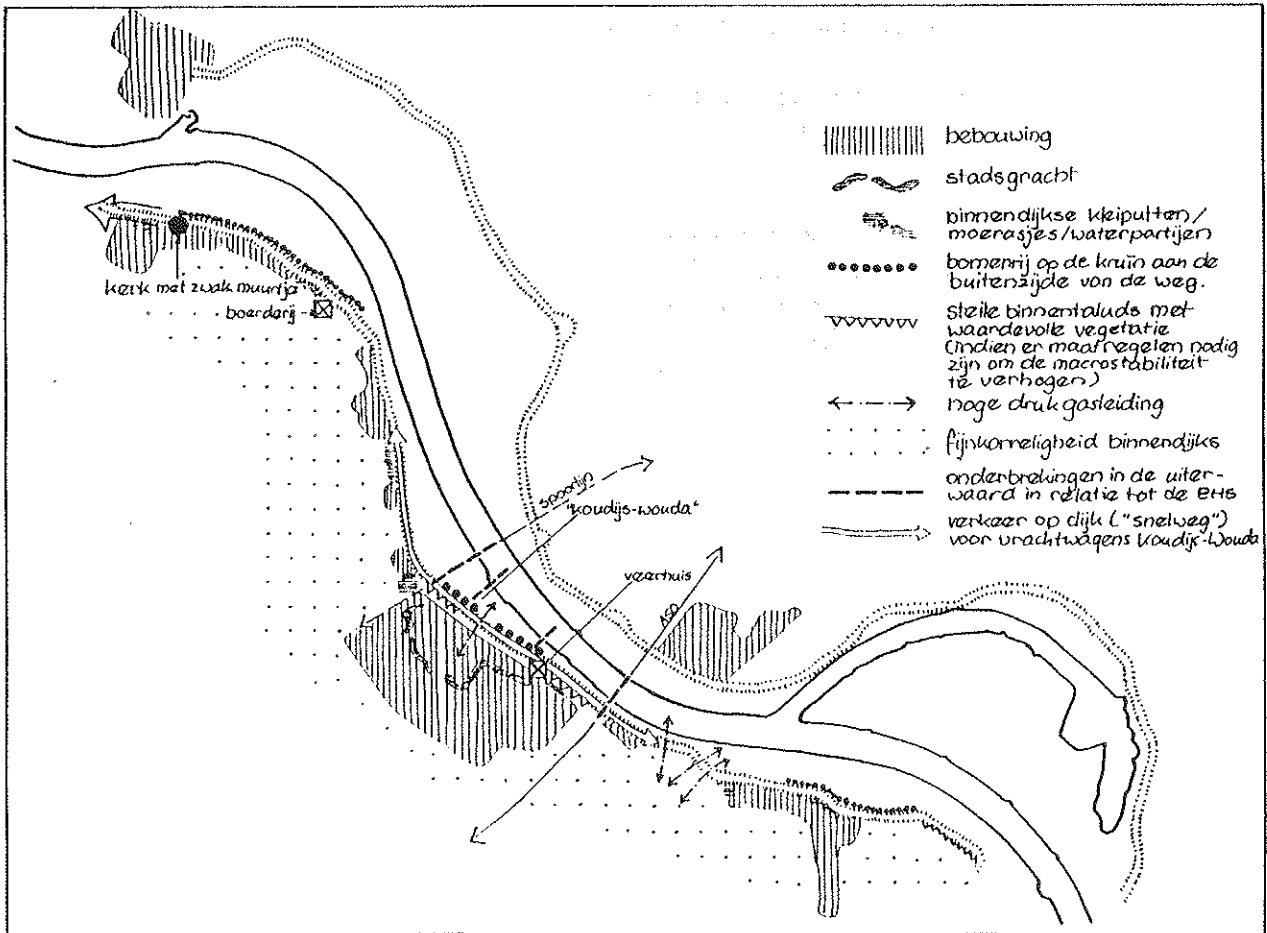 bebouwing
stadsgracht
binnendijkse kleiputten/
moerasjes/waterpartijen
bomenrij op de kruin aan de
buitenzijde van de weg.
steile binnentaluds met
waardevolle vegetatie
(indien er maatregelen nodig
zijn om de macrostabiliteit
te verhogen)
hoge druk gasleiding
fijnkorreligheid binnendijks
onderbrekingen in de uiter-
waard in relatie tot de EHS
verkeer op dijk ("snelweg")
voor vrachtwagens Koudijs-Wouda
kerk met zwak muurtje
boerderij
spoorlijn
"Koudijs-Wouda"
veerhuis
A50